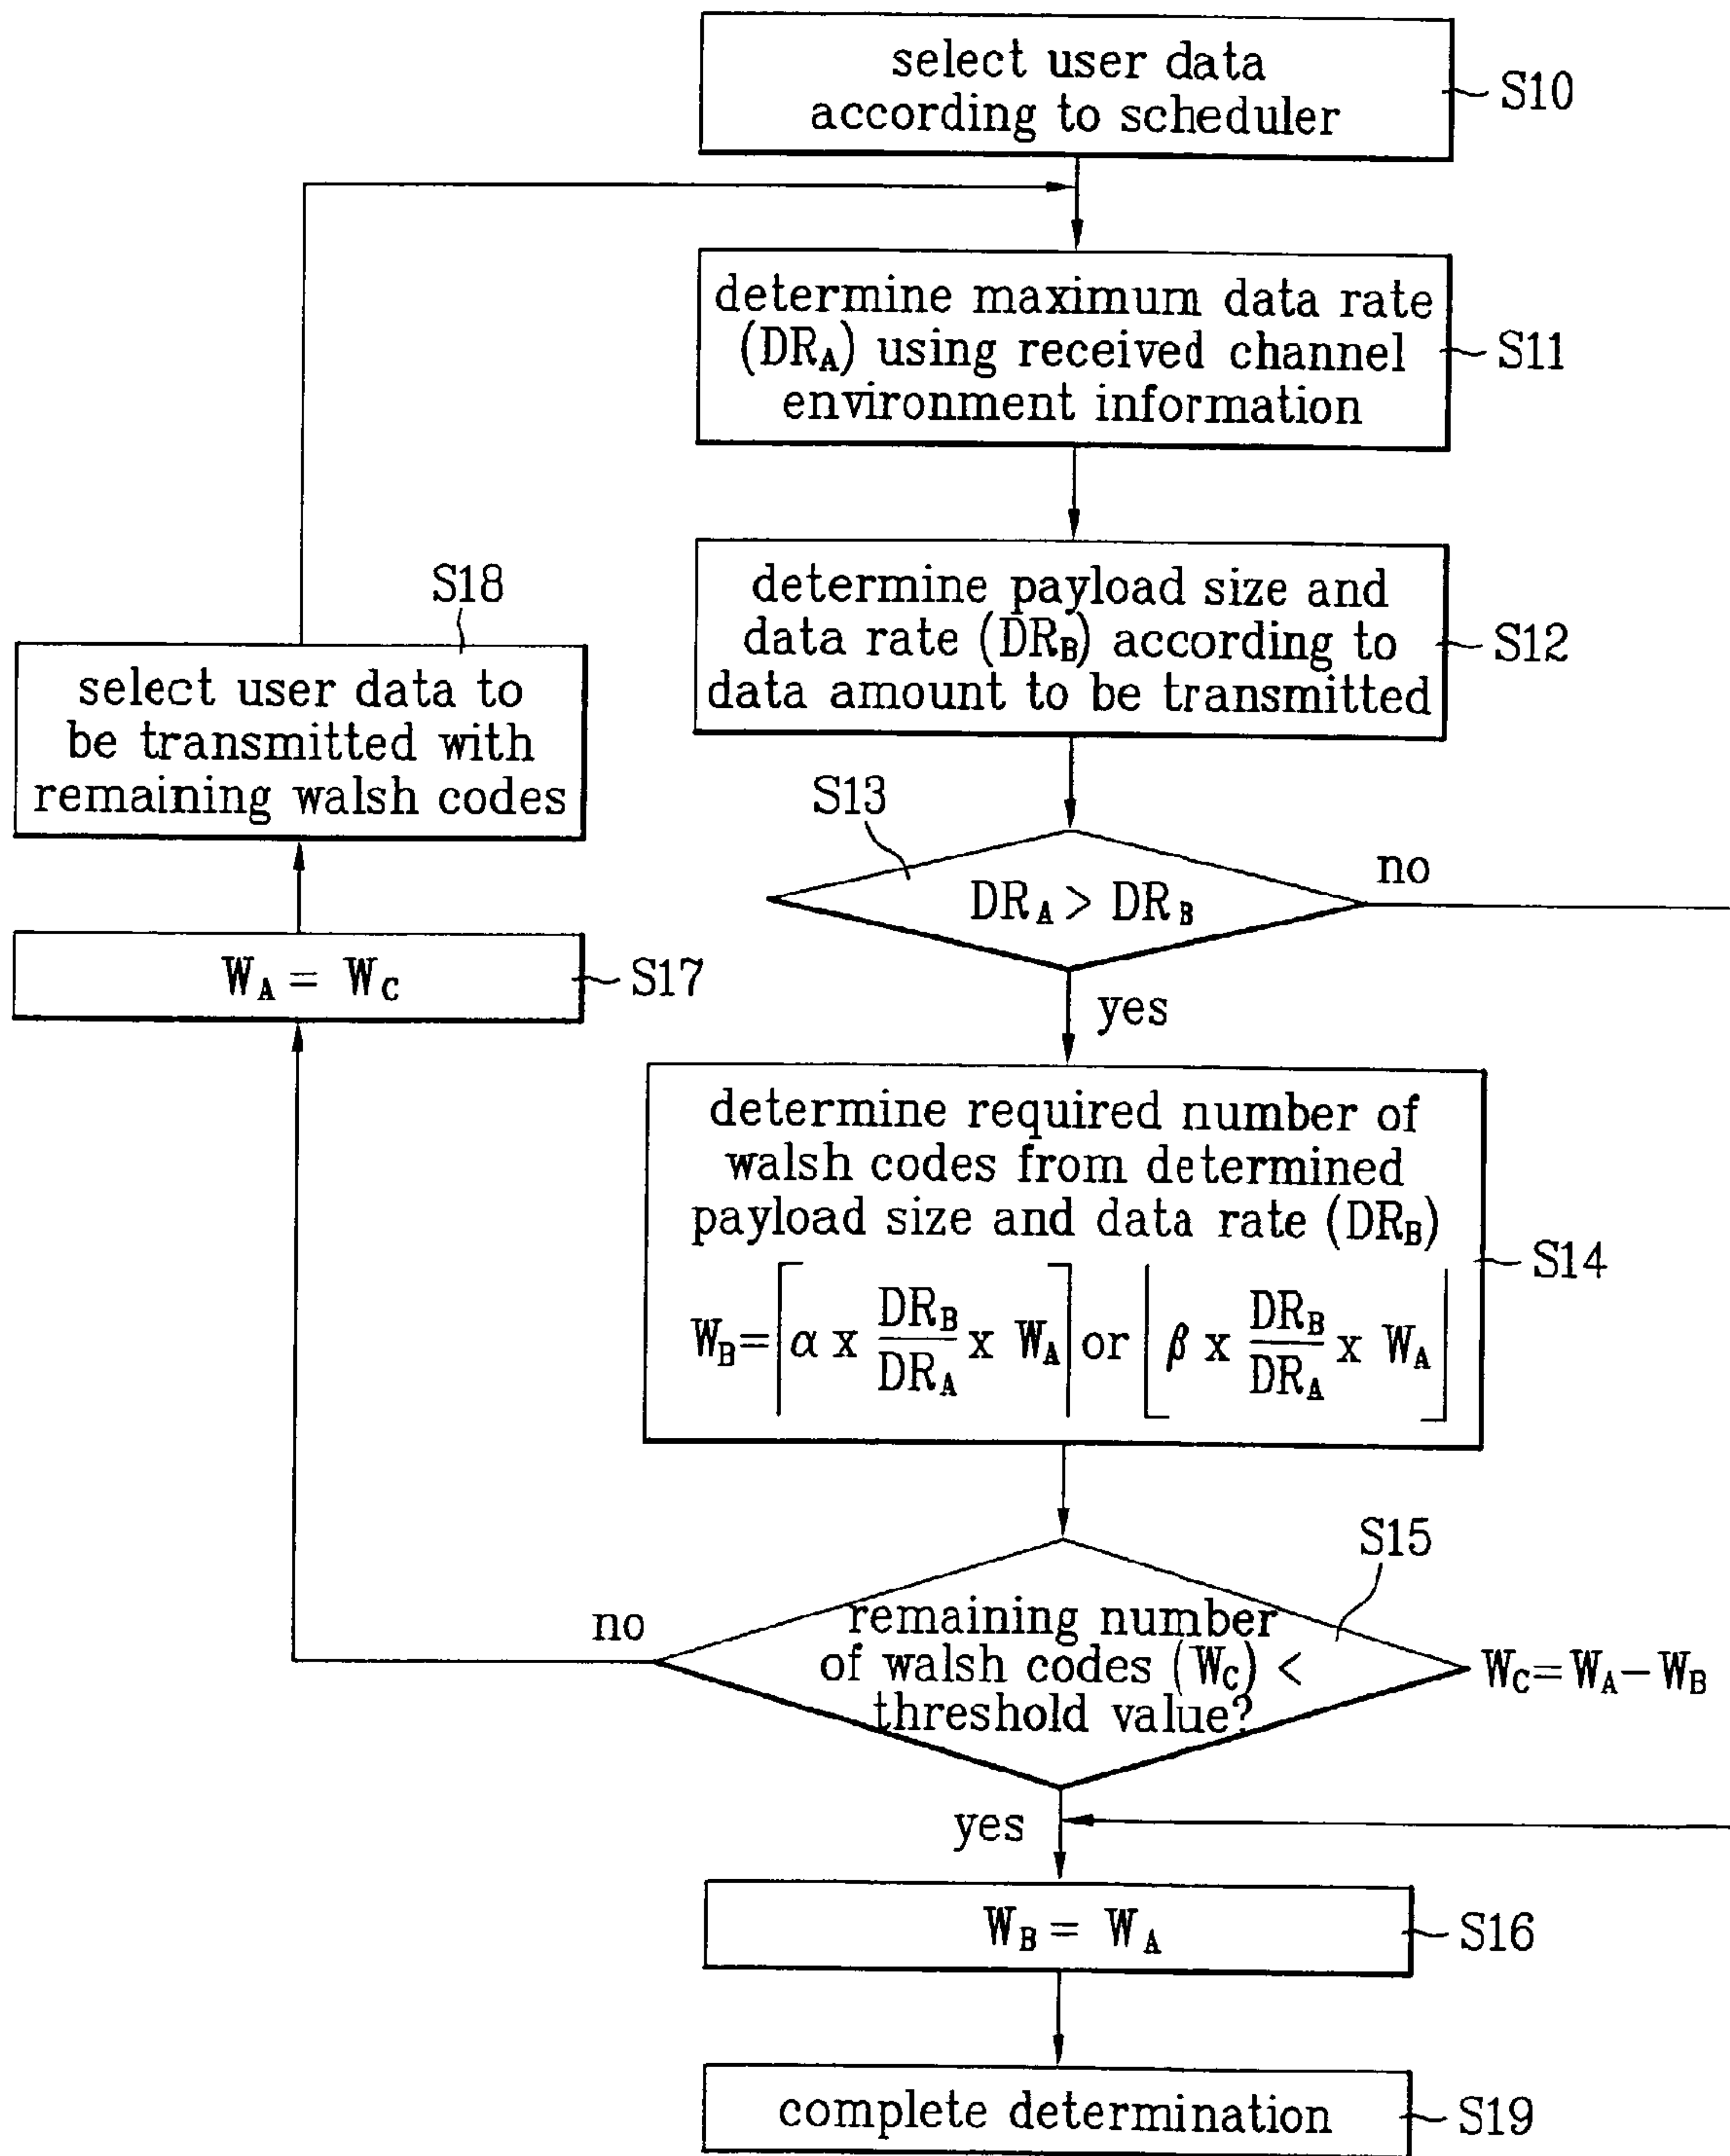 select user data
according to scheduler
S10
determine maximum data rate
(DRA) using received channel
environment information
S11
determine payload size and
data rate (DRB) according to
data amount to be transmitted
S12
S18
select user data to
be transmitted with
remaining walsh codes
S13
DRA > DRB
no
WA = WC
S17
yes
determine required number of
walsh codes from determined
payload size and data rate (DRB)
WB=⌈α x DRB/DRA x WA⌉ or ⌊β x DRB/DRA x WA⌋
S14
S15
no
remaining number
of walsh codes (WC) <
threshold value?
WC=WA−WB
yes
WB = WA
S16
complete determination
S19